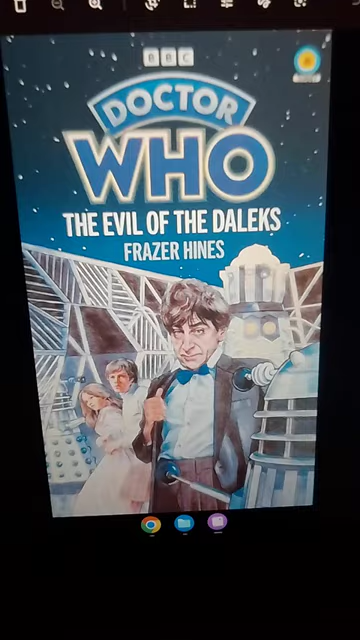 BBC
DOCTOR
WHO
THE EVIL OF THE DALEKS
FRAZER HINES